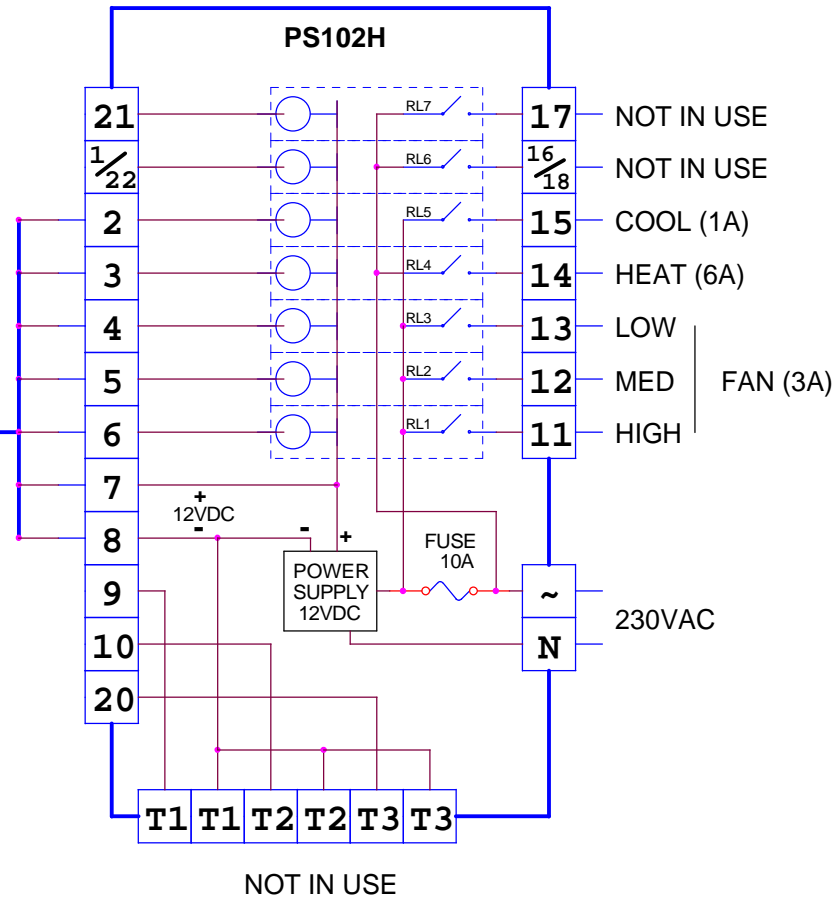 PS102H
21 RL7 17 NOT IN USE
1/22 RL6 16/18 NOT IN USE
2 RL5 15 COOL (1A)
3 RL4 14 HEAT (6A)
4 RL3 13 LOW
5 RL2 12 MED FAN (3A)
6 RL1 11 HIGH
7
+
12VDC
-
8 - +
FUSE
10A
POWER
SUPPLY
12VDC
9 ~
230VAC
10 N
20
T1 T1 T2 T2 T3 T3
NOT IN USE